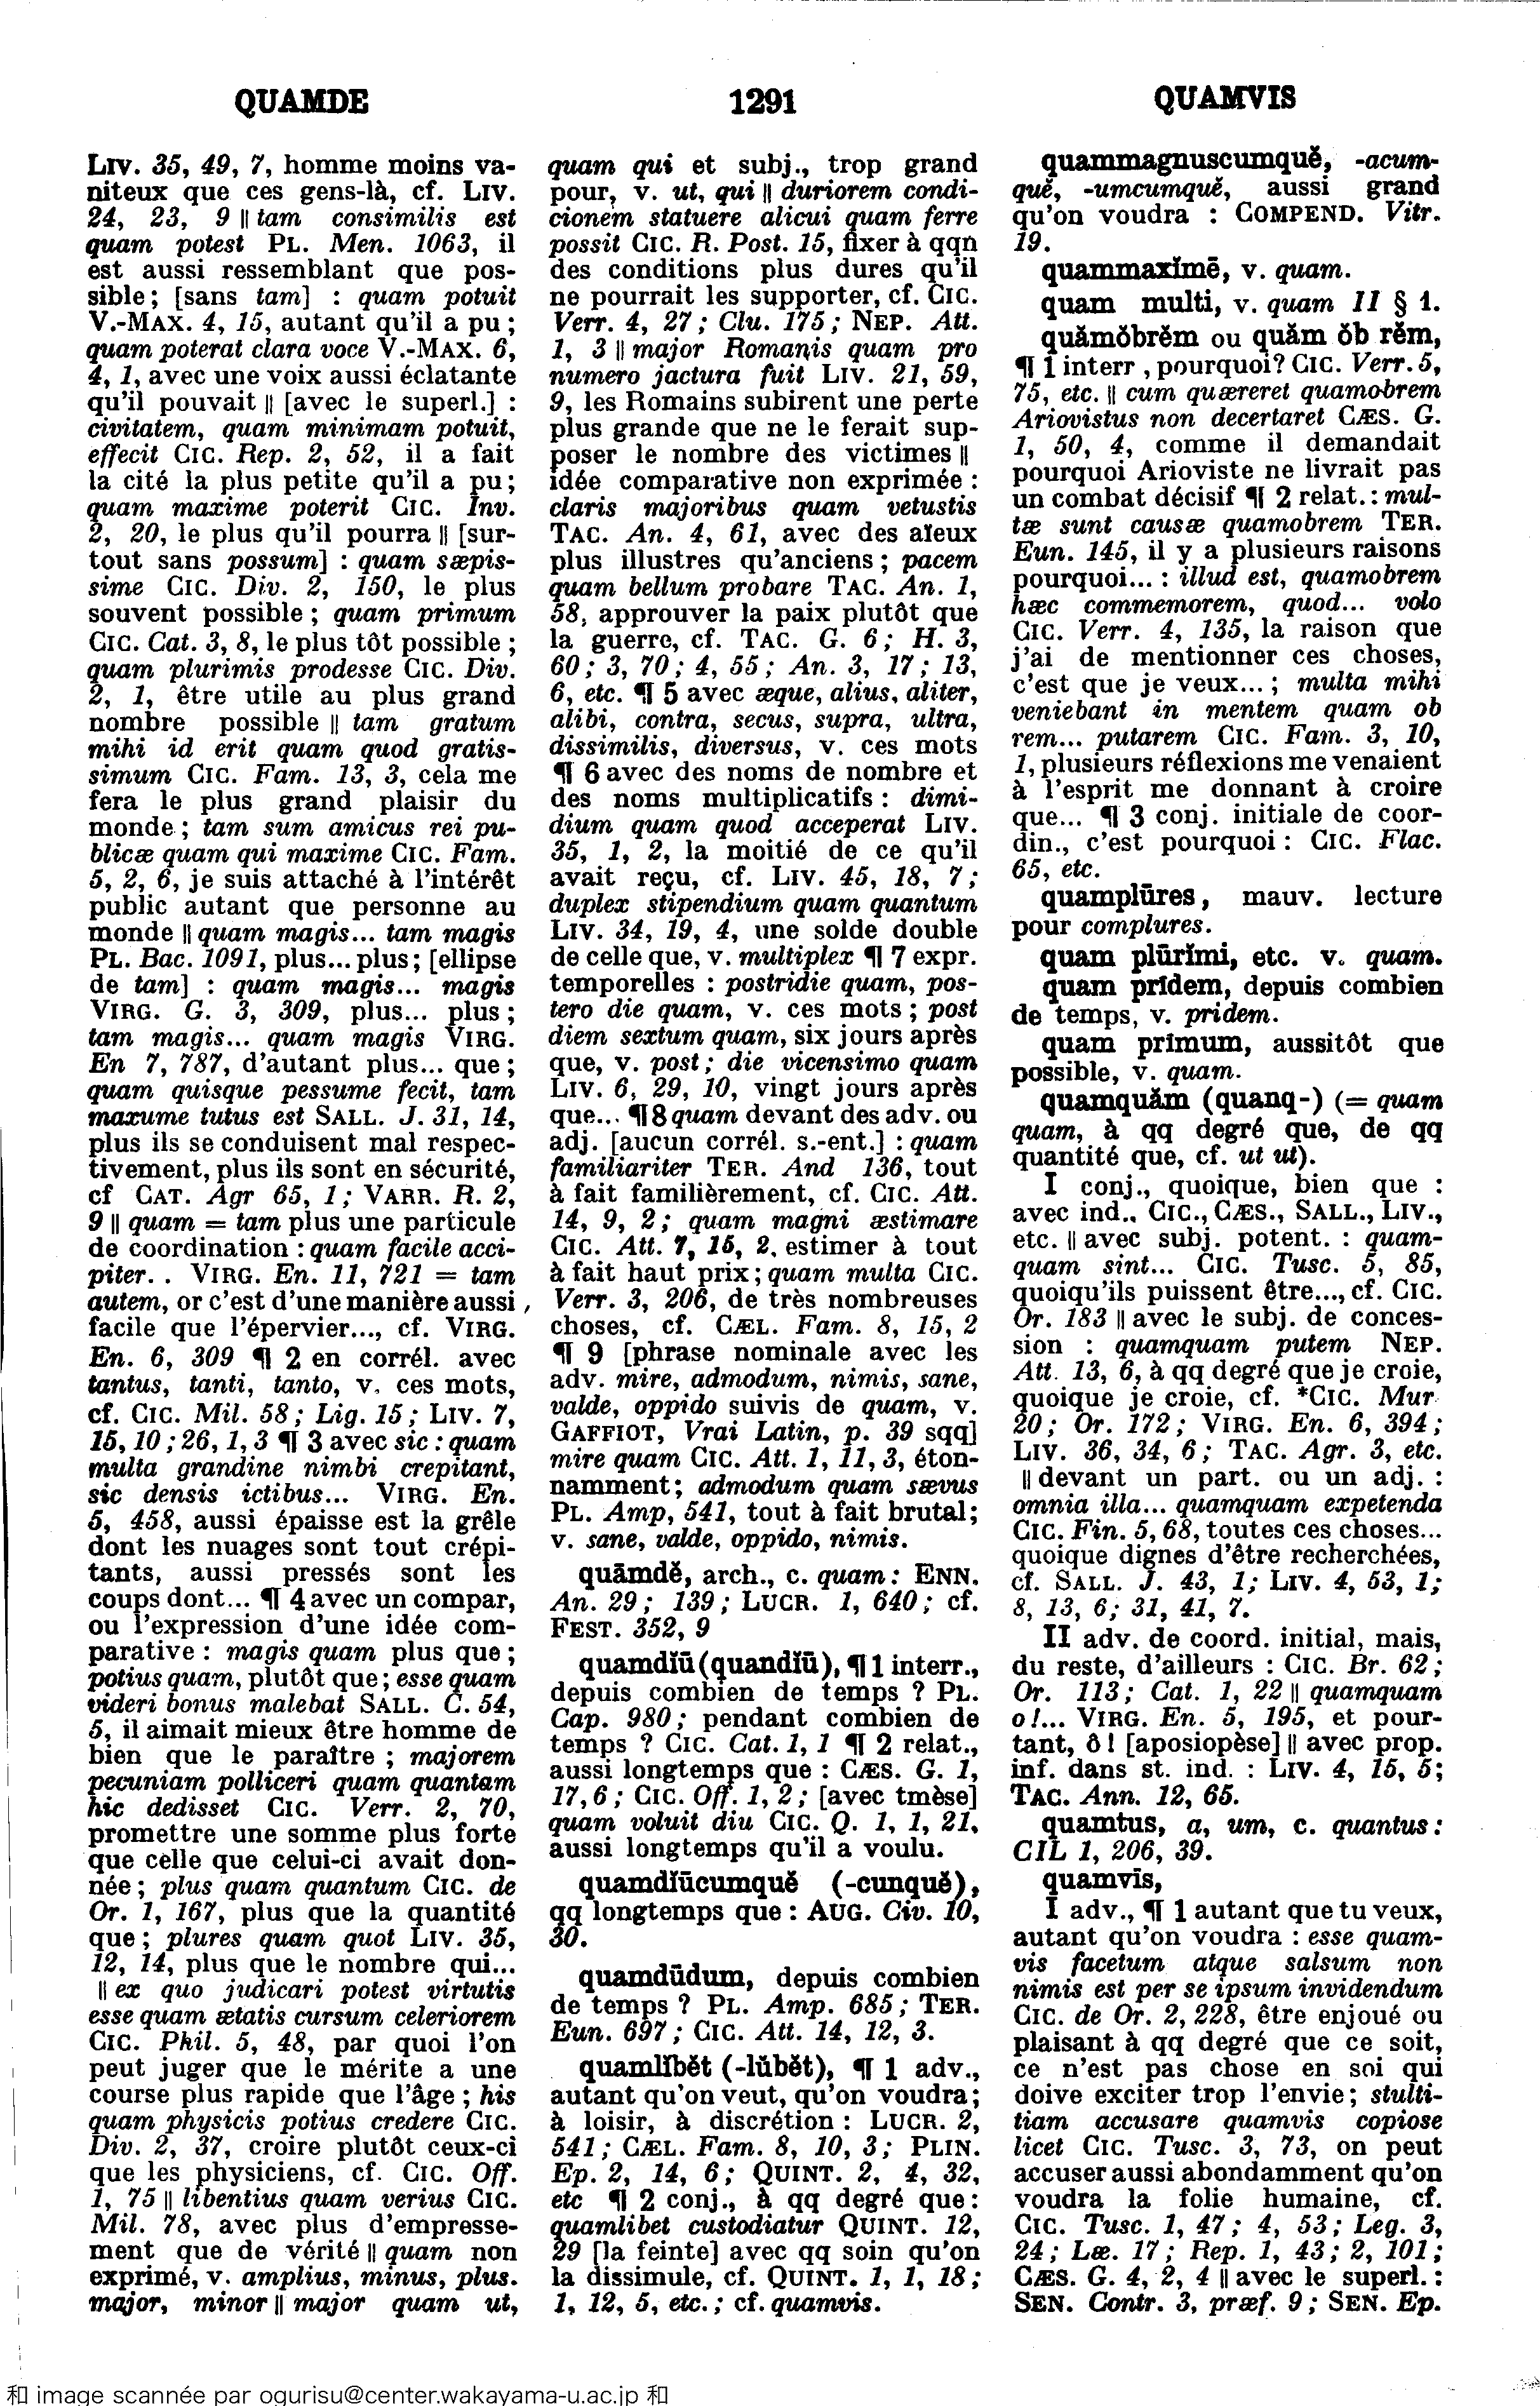 QUAMDE
1291
QUAMVIS
Liv. 35, 49, 7, homme moins va-
niteux que ces gens-là, cf. Liv.
24, 23, 9 || tam consimilis est
quam potest Pl. Men. 1063, il
est aussi ressemblant que pos-
sible ; [sans tam] : quam potuit
V.-Max. 4, 15, autant qu'il a pu ;
quam poterat clara voce V.-Max. 6,
4, 1, avec une voix aussi éclatante
qu'il pouvait || [avec le superl.] :
civitatem, quam minimam potuit,
effecit Cic. Rep. 2, 52, il a fait
la cité la plus petite qu'il a pu ;
quam maxime poterit Cic. Inv.
2, 20, le plus qu'il pourra || [sur-
tout sans possum] : quam sæpis-
sime Cic. Div. 2, 150, le plus
souvent possible ; quam primum
Cic. Cat. 3, 8, le plus tôt possible ;
quam plurimis prodesse Cic. Div.
2, 1, être utile au plus grand
nombre possible || tam gratum
mihi id erit quam quod gratis-
simum Cic. Fam. 13, 3, cela me
fera le plus grand plaisir du
monde ; tam sum amicus rei pu-
blicæ quam qui maxime Cic. Fam.
5, 2, 6, je suis attaché à l'intérêt
public autant que personne au
monde || quam magis... tam magis
Pl. Bac. 1091, plus... plus ; [ellipse
de tam] : quam magis... magis
Virg. G. 3, 309, plus... plus ;
tam magis... quam magis Virg.
En 7, 787, d'autant plus... que ;
quam quisque pessume fecit, tam
maxume tutus est Sall. J. 31, 14,
plus ils se conduisent mal respec-
tivement, plus ils sont en sécurité,
cf Cat. Agr 65, 1 ; Varr. R. 2,
9 || quam = tam plus une particule
de coordination : quam facile acci-
piter. . Virg. En. 11, 721 = tam
autem, or c'est d'une manière aussi ,
facile que l'épervier..., cf. Virg.
En. 6, 309 ¶ 2 en corrél. avec
tantus, tanti, tanto, v. ces mots,
cf. Cic. Mil. 58 ; Lig. 15 ; Liv. 7,
15, 10 ; 26, 1, 3 ¶ 3 avec sic : quam
multa grandine nimbi crepitant,
sic densis ictibus... Virg. En.
5, 458, aussi épaisse est la grêle
dont les nuages sont tout crépi-
tants, aussi pressés sont les
coups dont... ¶ 4 avec un compar,
ou l'expression d'une idée com-
parative : magis quam plus que ;
potius quam, plutôt que ; esse quam
videri bonus malebat Sall. C. 54,
5, il aimait mieux être homme de
bien que le paraître ; majorem
pecuniam polliceri quam quantam
hic dedisset Cic. Verr. 2, 70,
promettre une somme plus forte
que celle que celui-ci avait don-
née ; plus quam quantum Cic. de
Or. 1, 167, plus que la quantité
que ; plures quam quot Liv. 35,
12, 14, plus que le nombre qui...
|| ex quo judicari potest virtutis
esse quam ætatis cursum celeriorem
Cic. Phil. 5, 48, par quoi l'on
peut juger que le mérite a une
course plus rapide que l'âge ; his
quam physicis potius credere Cic.
Div. 2, 37, croire plutôt ceux-ci
que les physiciens, cf. Cic. Off.
1, 75 || libentius quam verius Cic.
Mil. 78, avec plus d'empresse-
ment que de vérité || quam non
exprimé, v. amplius, minus, plus.
major, minor || major quam ut,
quam qui et subj., trop grand
pour, v. ut, qui || duriorem condi-
cionem statuere alicui quam ferre
possit Cic. R. Post. 15, fixer à qqn
des conditions plus dures qu'il
ne pourrait les supporter, cf. Cic.
Verr. 4, 27 ; Clu. 175 ; Nep. Att.
1, 3 || major Romanis quam pro
numero jactura fuit Liv. 21, 59,
9, les Romains subirent une perte
plus grande que ne le ferait sup-
poser le nombre des victimes ||
idée comparative non exprimée :
claris majoribus quam vetustis
Tac. An. 4, 61, avec des aïeux
plus illustres qu'anciens ; pacem
quam bellum probare Tac. An. 1,
58, approuver la paix plutôt que
la guerre, cf. Tac. G. 6 ; H. 3,
60 ; 3, 70 ; 4, 55 ; An. 3, 17 ; 13,
6, etc. ¶ 5 avec æque, alius, aliter,
alibi, contra, secus, supra, ultra,
dissimilis, diversus, v. ces mots
¶ 6 avec des noms de nombre et
des noms multiplicatifs : dimi-
dium quam quod acceperat Liv.
35, 1, 2, la moitié de ce qu'il
avait reçu, cf. Liv. 45, 18, 7 ;
duplex stipendium quam quantum
Liv. 34, 19, 4, une solde double
de celle que, v. multiplex ¶ 7 expr.
temporelles : postridie quam, pos-
tero die quam, v. ces mots ; post
diem sextum quam, six jours après
que, v. post ; die vicensimo quam
Liv. 6, 29, 10, vingt jours après
que... ¶ 8 quam devant des adv. ou
adj. [aucun corrél. s.-ent.] : quam
familiariter Ter. And 136, tout
à fait familièrement, cf. Cic. Att.
14, 9, 2 ; quam magni æstimare
Cic. Att. 7, 15, 2, estimer à tout
à fait haut prix ; quam multa Cic.
Verr. 3, 206, de très nombreuses
choses, cf. Cæl. Fam. 8, 15, 2
¶ 9 [phrase nominale avec les
adv. mire, admodum, nimis, sane,
valde, oppido suivis de quam, v.
Gaffiot, Vrai Latin, p. 39 sqq]
mire quam Cic. Att. 1, 11, 3, éton-
namment ; admodum quam sævus
Pl. Amp, 541, tout à fait brutal ;
v. sane, valde, oppido, nimis.
quāmdĕ, arch., c. quam : Enn.
An. 29 ; 139 ; Lucr. 1, 640 ; cf.
Fest. 352, 9
quamdĭū (quandĭū), ¶ 1 interr.,
depuis combien de temps ? Pl.
Cap. 980 ; pendant combien de
temps ? Cic. Cat. 1, 1 ¶ 2 relat.,
aussi longtemps que : Cæs. G. 1,
17, 6 ; Cic. Off. 1, 2 ; [avec tmèse]
quam voluit diu Cic. Q. 1, 1, 21,
aussi longtemps qu'il a voulu.
quamdĭūcumquĕ (-cunquĕ),
qq longtemps que : Aug. Civ. 10,
30.
quamdūdum, depuis combien
de temps ? Pl. Amp. 685 ; Ter.
Eun. 697 ; Cic. Att. 14, 12, 3.
quamlĭbĕt (-lŭbĕt), ¶ 1 adv.,
autant qu'on veut, qu'on voudra ;
à loisir, à discrétion : Lucr. 2,
541 ; Cæl. Fam. 8, 10, 3 ; Plin.
Ep. 2, 14, 6 ; Quint. 2, 4, 32,
etc ¶ 2 conj., à qq degré que :
quamlibet custodiatur Quint. 12,
29 [la feinte] avec qq soin qu'on
la dissimule, cf. Quint. 1, 1, 18 ;
1, 12, 5, etc. ; cf. quamvis.
quammagnuscumquĕ, -acum-
quĕ, -umcumquĕ, aussi grand
qu'on voudra : Compend. Vitr.
19.
quammaxĭmē, v. quam.
quam multi, v. quam II § 1.
quămŏbrĕm ou quăm ŏb rĕm,
¶ 1 interr , pourquoi ? Cic. Verr. 5,
75, etc. || cum quæreret quamobrem
Ariovistus non decertaret Cæs. G.
1, 50, 4, comme il demandait
pourquoi Arioviste ne livrait pas
un combat décisif ¶ 2 relat. : mul-
tæ sunt causæ quamobrem Ter.
Eun. 145, il y a plusieurs raisons
pourquoi... : illud est, quamobrem
hæc commemorem, quod... volo
Cic. Verr. 4, 135, la raison que
j'ai de mentionner ces choses,
c'est que je veux... ; multa mihi
veniebant in mentem quam ob
rem... putarem Cic. Fam. 3, 10,
1, plusieurs réflexions me venaient
à l'esprit me donnant à croire
que... ¶ 3 conj. initiale de coor-
din., c'est pourquoi : Cic. Flac.
65, etc.
quamplūres, mauv. lecture
pour complures.
quam plūrĭmi, etc. v. quam.
quam prīdem, depuis combien
de temps, v. pridem.
quam prīmum, aussitôt que
possible, v. quam.
quamquăm (quanq-) (= quam
quam, à qq degré que, de qq
quantité que, cf. ut ut).
I conj., quoique, bien que :
avec ind., Cic., Cæs., Sall., Liv.,
etc. || avec subj. potent. : quam-
quam sint... Cic. Tusc. 5, 85,
quoiqu'ils puissent être..., cf. Cic.
Or. 183 || avec le subj. de conces-
sion : quamquam putem Nep.
Att. 13, 6, à qq degré que je croie,
quoique je croie, cf. *Cic. Mur
20 ; Or. 172 ; Virg. En. 6, 394 ;
Liv. 36, 34, 6 ; Tac. Agr. 3, etc.
|| devant un part. ou un adj. :
omnia illa... quamquam expetenda
Cic. Fin. 5, 68, toutes ces choses...
quoique dignes d'être recherchées,
cf. Sall. J. 43, 1 ; Liv. 4, 53, 1 ;
8, 13, 6 ; 31, 41, 7.
II adv. de coord. initial, mais,
du reste, d'ailleurs : Cic. Br. 62 ;
Or. 113 ; Cat. 1, 22 || quamquam
o !... Virg. En. 5, 195, et pour-
tant, ô ! [aposiopèse] || avec prop.
inf. dans st. ind. : Liv. 4, 15, 5 ;
Tac. Ann. 12, 65.
quamtus, a, um, c. quantus :
CIL 1, 206, 39.
quamvīs,
I adv., ¶ 1 autant que tu veux,
autant qu'on voudra : esse quam-
vis facetum atque salsum non
nimis est per se ipsum invidendum
Cic. de Or. 2, 228, être enjoué ou
plaisant à qq degré que ce soit,
ce n'est pas chose en soi qui
doive exciter trop l'envie ; stulti-
tiam accusare quamvis copiose
licet Cic. Tusc. 3, 73, on peut
accuser aussi abondamment qu'on
voudra la folie humaine, cf.
Cic. Tusc. 1, 47 ; 4, 53 ; Leg. 3,
24 ; Læ. 17 ; Rep. 1, 43 ; 2, 101 ;
Cæs. G. 4, 2, 4 || avec le superl. :
Sen. Contr. 3, præf. 9 ; Sen. Ep.
和 image scannée par ogurisu@center.wakayama-u.ac.jp 和